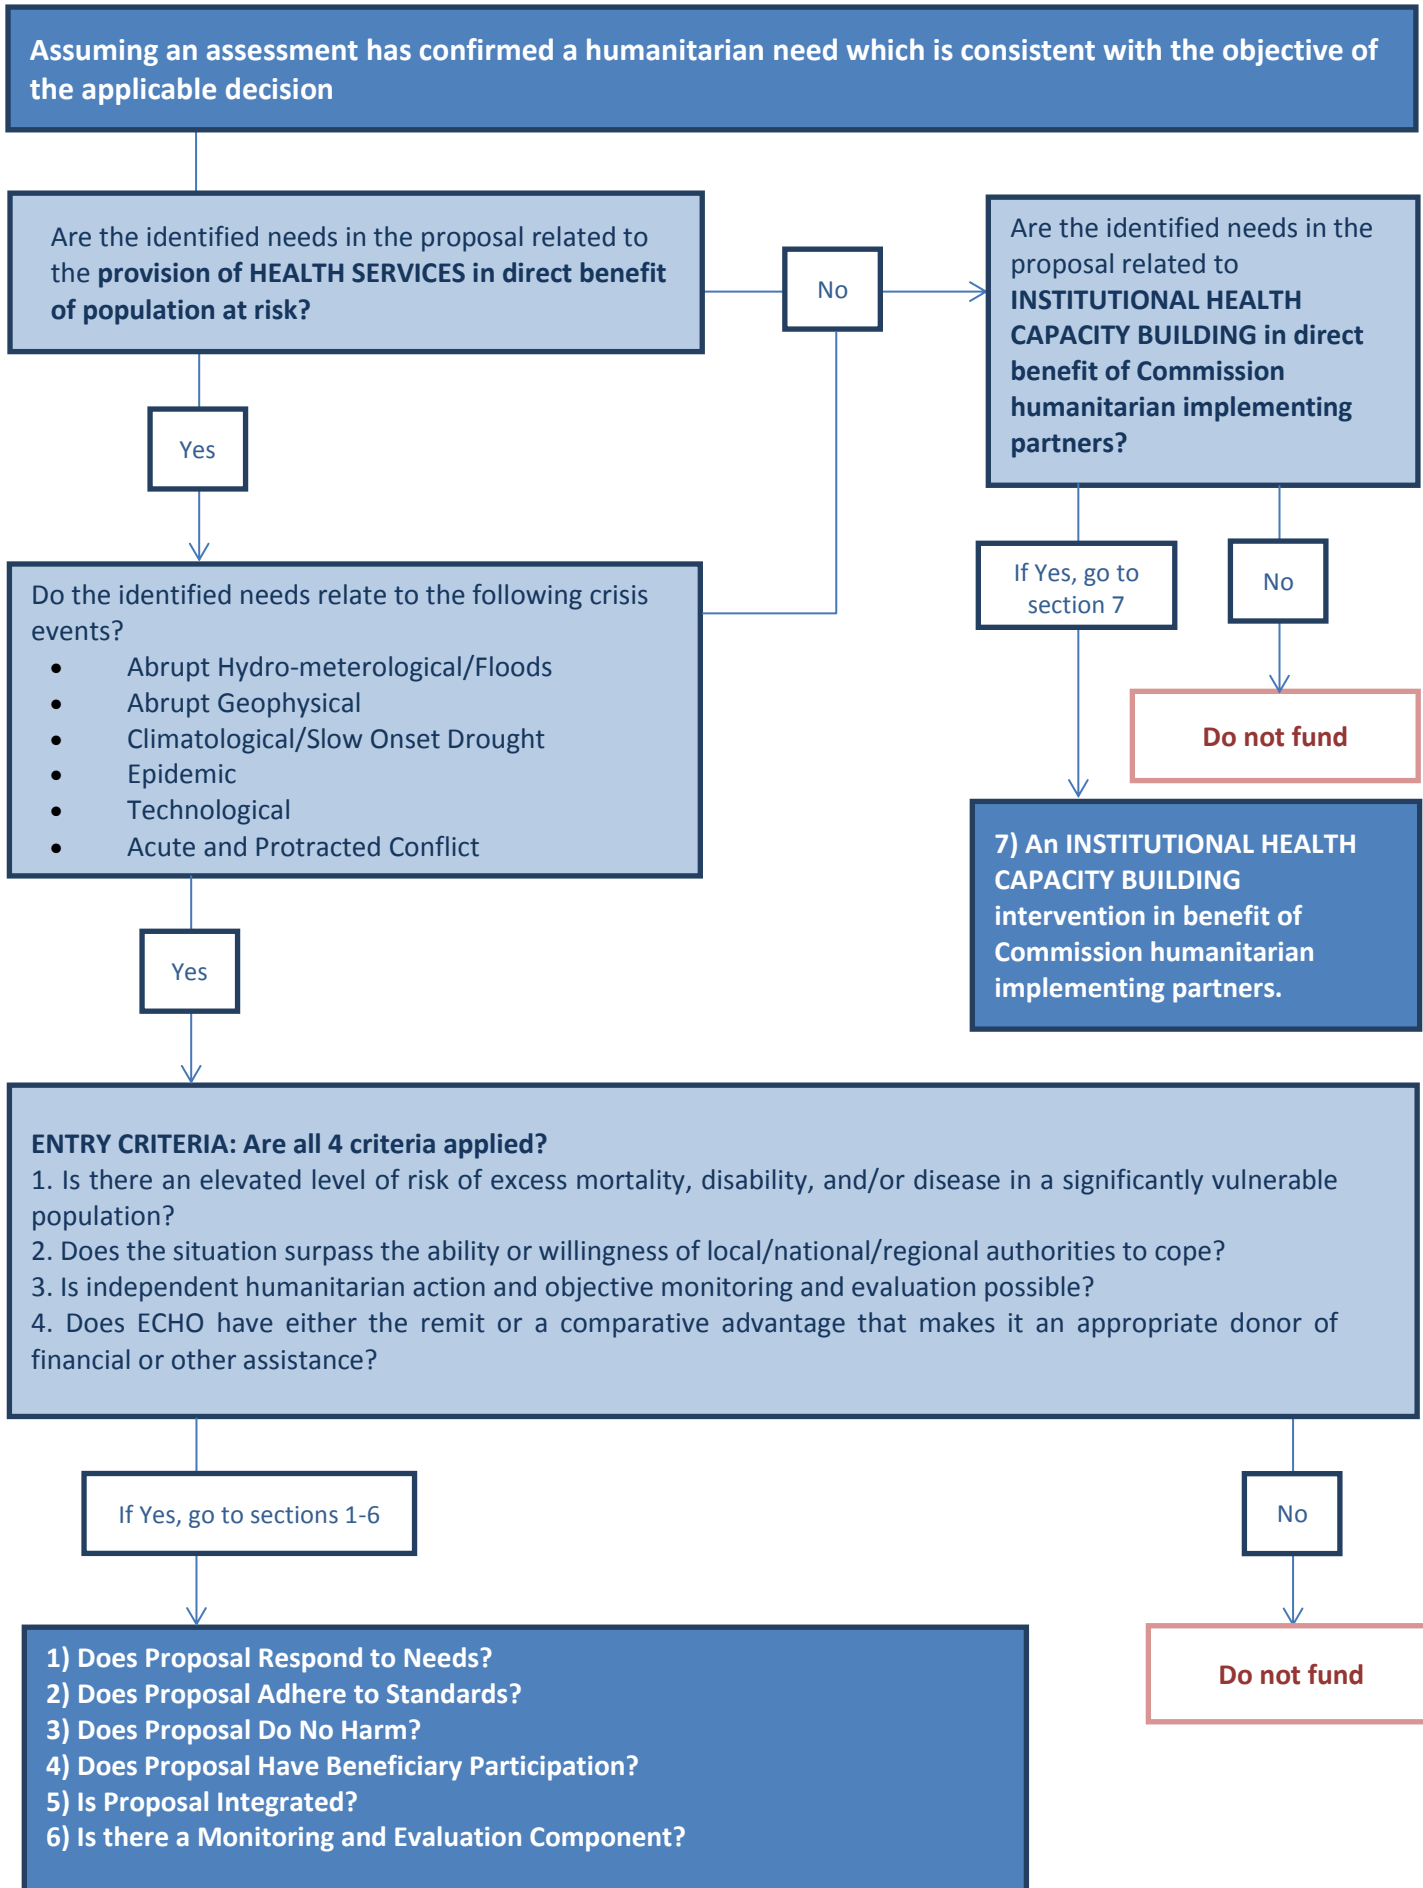 Assuming an assessment has confirmed a humanitarian need which is consistent with the objective of
the applicable decision
Are the identified needs in the proposal related to
the provision of HEALTH SERVICES in direct benefit
of population at risk?
No
Are the identified needs in the
proposal related to
INSTITUTIONAL HEALTH
CAPACITY BUILDING in direct
benefit of Commission
humanitarian implementing
partners?
Yes
If Yes, go to
section 7
No
Do the identified needs relate to the following crisis
events?
• Abrupt Hydro-meterological/Floods
• Abrupt Geophysical
• Climatological/Slow Onset Drought
• Epidemic
• Technological
• Acute and Protracted Conflict
Do not fund
7) An INSTITUTIONAL HEALTH
CAPACITY BUILDING
intervention in benefit of
Commission humanitarian
implementing partners.
Yes
ENTRY CRITERIA: Are all 4 criteria applied?
1. Is there an elevated level of risk of excess mortality, disability, and/or disease in a significantly vulnerable
population?
2. Does the situation surpass the ability or willingness of local/national/regional authorities to cope?
3. Is independent humanitarian action and objective monitoring and evaluation possible?
4. Does ECHO have either the remit or a comparative advantage that makes it an appropriate donor of
financial or other assistance?
If Yes, go to sections 1-6
No
1) Does Proposal Respond to Needs?
2) Does Proposal Adhere to Standards?
3) Does Proposal Do No Harm?
4) Does Proposal Have Beneficiary Participation?
5) Is Proposal Integrated?
6) Is there a Monitoring and Evaluation Component?
Do not fund